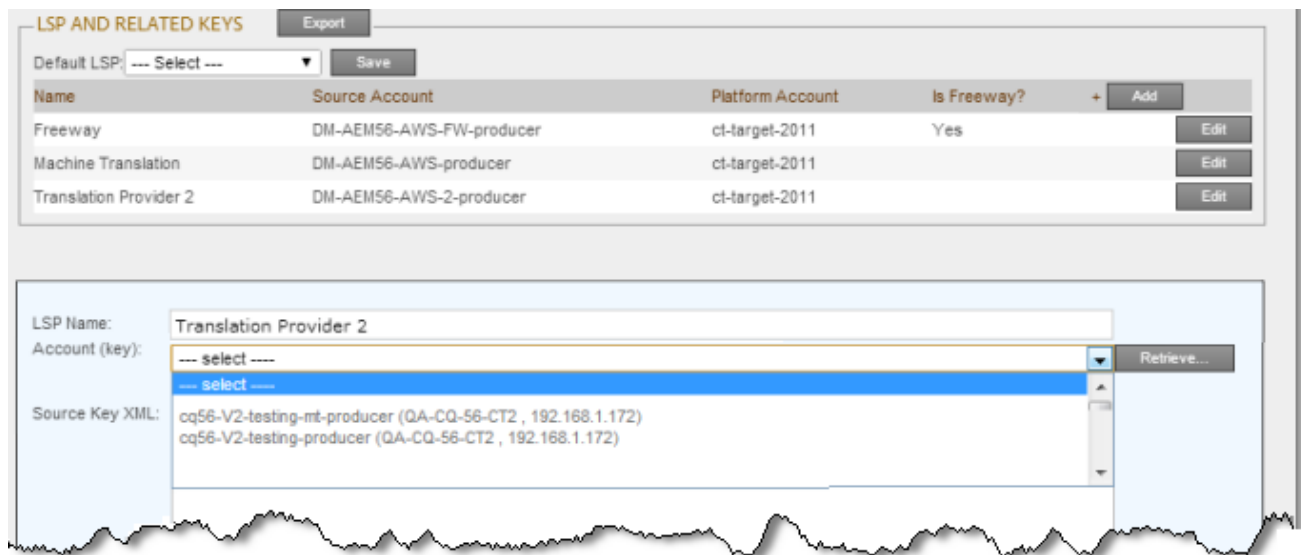 LSP AND RELATED KEYS Export
Default LSP: --- Select --- Save
Name Source Account Platform Account Is Freeway? + Add
Freeway DM-AEM56-AWS-FW-producer ct-target-2011 Yes Edit
Machine Translation DM-AEM56-AWS-producer ct-target-2011 Edit
Translation Provider 2 DM-AEM56-AWS-2-producer ct-target-2011 Edit
LSP Name: Translation Provider 2
Account (key): --- select ---- Retrieve...
--- select ----
Source Key XML: cq56-V2-testing-mt-producer (QA-CQ-56-CT2 , 192.168.1.172)
cq56-V2-testing-producer (QA-CQ-56-CT2 , 192.168.1.172)